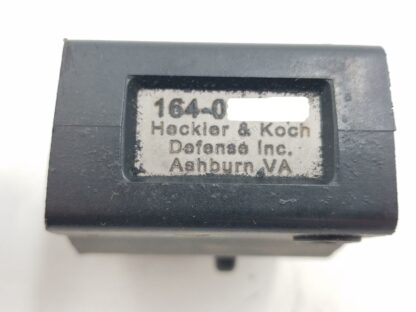 164-0
Heckler & Koch
Defense Inc.
Ashburn VA